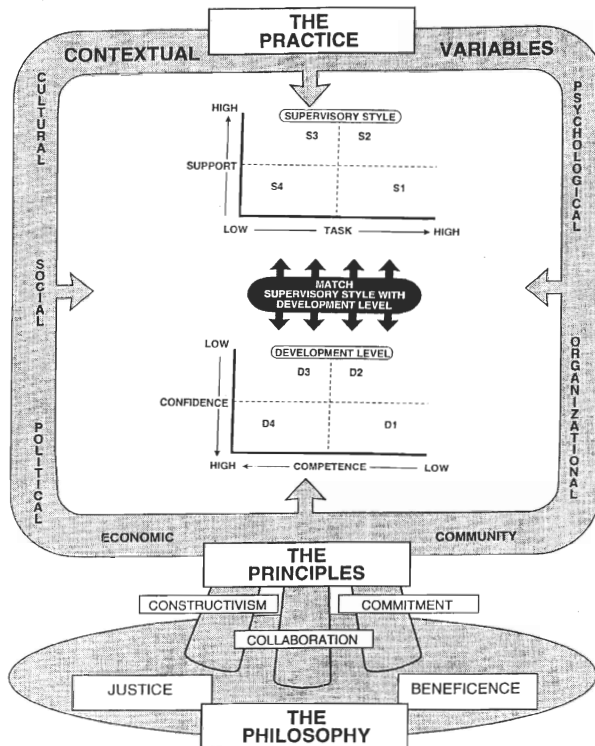 THE
PRACTICE
CONTEXTUAL
VARIABLES
CULTURAL
SOCIAL
POLITICAL
PSYCHOLOGICAL
ORGANIZATIONAL
HIGH
SUPERVISORY STYLE
S3 S2
SUPPORT
S4 S1
LOW TASK HIGH
MATCH
SUPERVISORY STYLE WITH
DEVELOPMENT LEVEL
LOW
DEVELOPMENT LEVEL
D3 D2
CONFIDENCE
D4 D1
HIGH COMPETENCE LOW
ECONOMIC
COMMUNITY
THE
PRINCIPLES
CONSTRUCTIVISM
COMMITMENT
COLLABORATION
JUSTICE
BENEFICENCE
THE
PHILOSOPHY